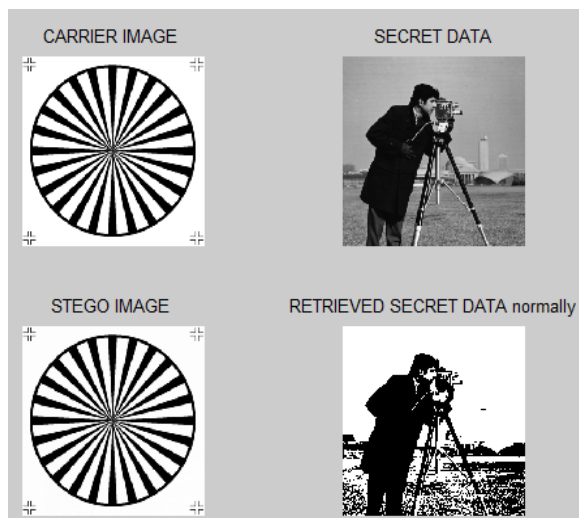 CARRIER IMAGE
SECRET DATA
STEGO IMAGE
RETRIEVED SECRET DATA normally